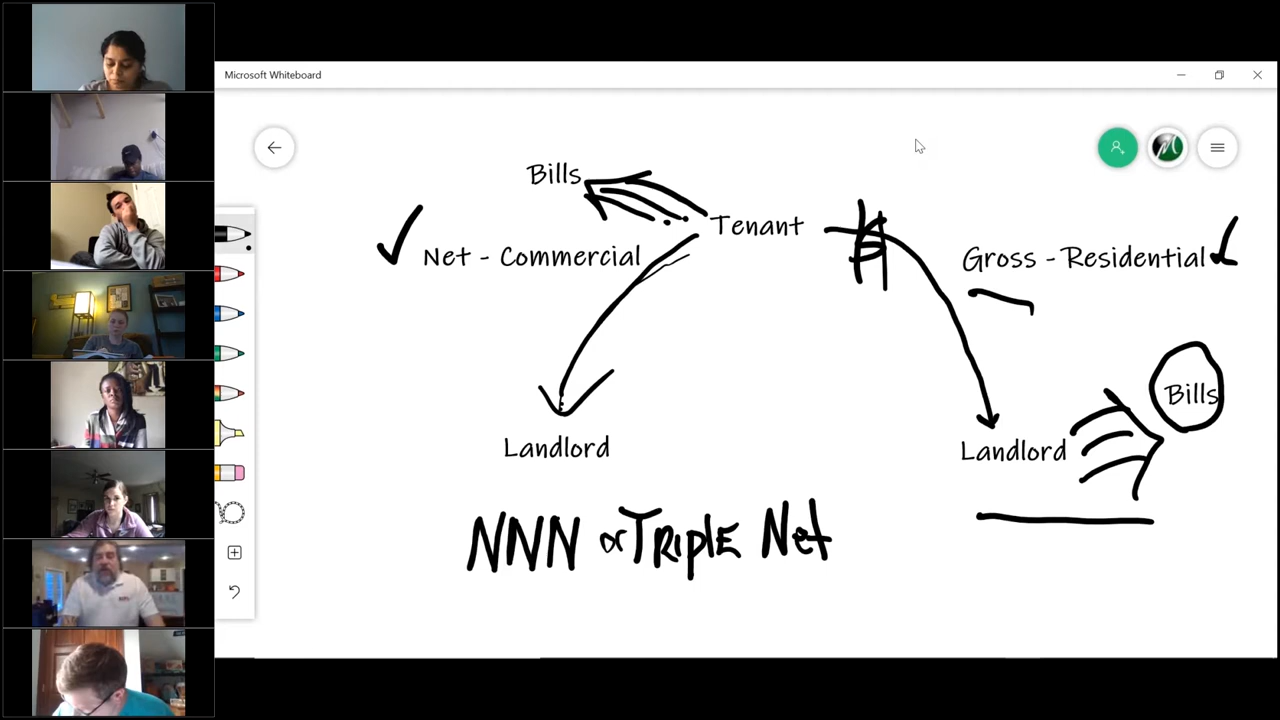 Microsoft Whiteboard
Bills
Tenant
Net - Commercial
Gross - Residential
Bills
Landlord
Landlord
NNN or TRIPLE Net